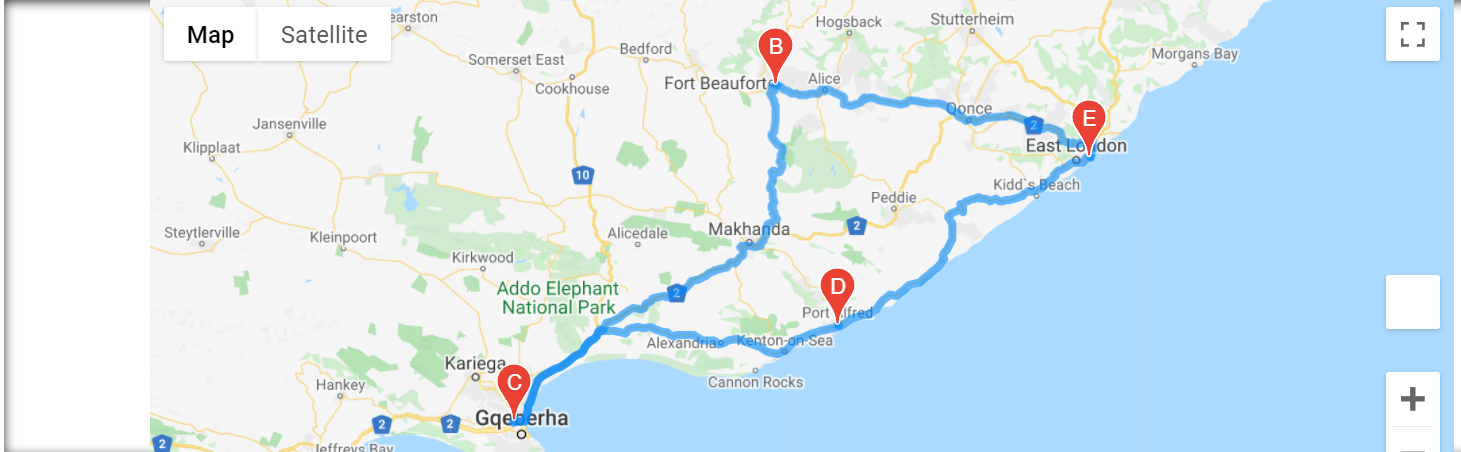 Map
Satellite
earston
Hogsback
Stutterheim
Bedford
Morgans Bay
Somerset East
B
Cookhouse
Fort Beaufort
Alice
Qonce
E
Jansenville
2
East London
Klipplaat
10
Kidd`s Beach
Peddie
Steytlerville
Kleinpoort
Alicedale
Makhanda
2
Kirkwood
Addo Elephant
National Park
2
D
Port Alfred
Alexandria
Kenton-on-Sea
Kariega
C
Hankey
Cannon Rocks
Gqeberha
2
2
2
Jeffreys Bay